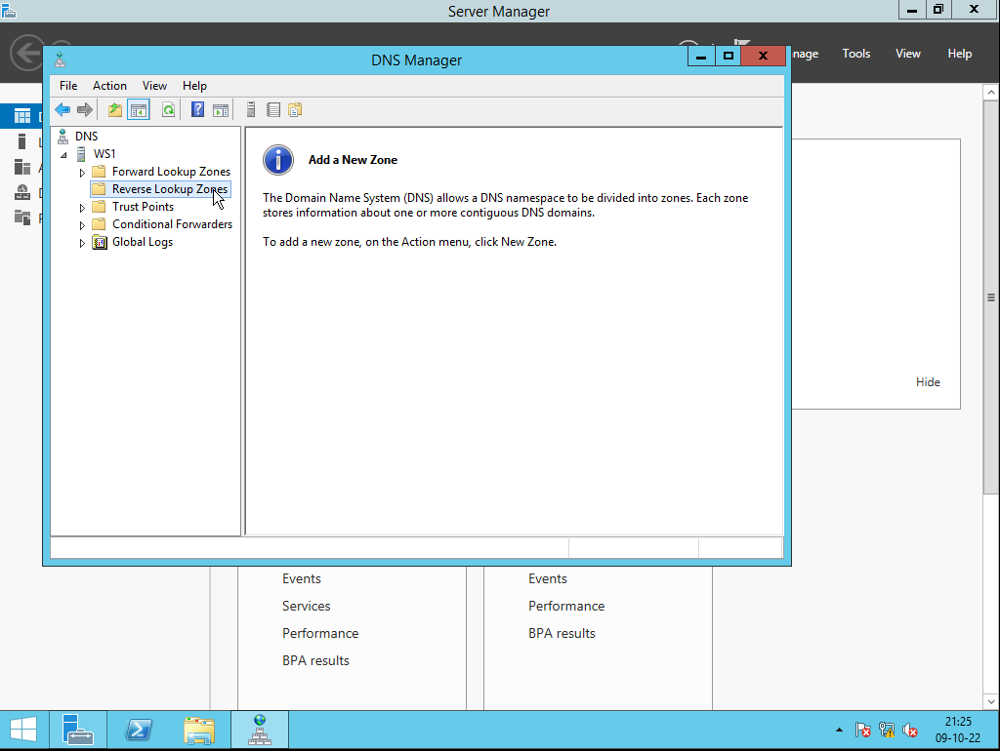 Server Manager
nage Tools View Help
DNS Manager
File Action View Help
DNS
WS1
Forward Lookup Zones
Reverse Lookup Zones
Trust Points
Conditional Forwarders
Global Logs
Add a New Zone
The Domain Name System (DNS) allows a DNS namespace to be divided into zones. Each zone
stores information about one or more contiguous DNS domains.
To add a new zone, on the Action menu, click New Zone.
Hide
Events
Services
Performance
BPA results
Events
Performance
BPA results
21:25
09-10-22